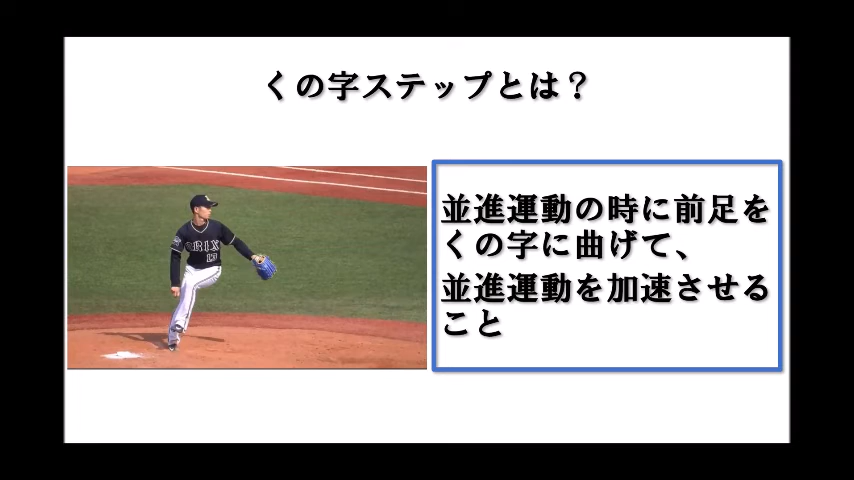 くの字ステップとは？
並進運動の時に前足を
くの字に曲げて、
並進運動を加速させる
こと
ORIX
13